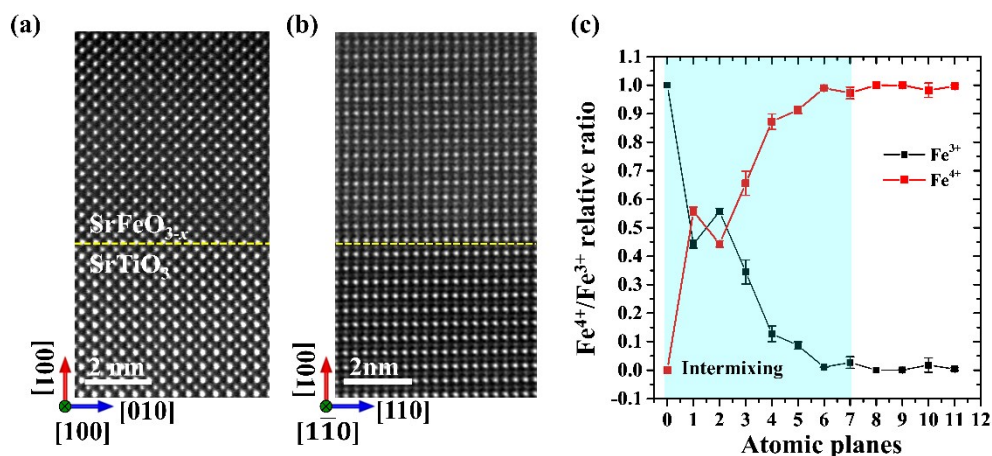 (a)
SrFeO3-x
SrTiO3
2 nm
[001]
[010]
[100]
(b)
2nm
[001]
[110]
[1̄1̄0]
(c)
Fe4+/Fe3+ relative ratio
1.1
1.0
0.9
0.8
0.7
0.6
0.5
0.4
0.3
0.2
0.1
0.0
-0.1
Fe3+
Fe4+
Intermixing
0 1 2 3 4 5 6 7 8 9 10 11 12
Atomic planes